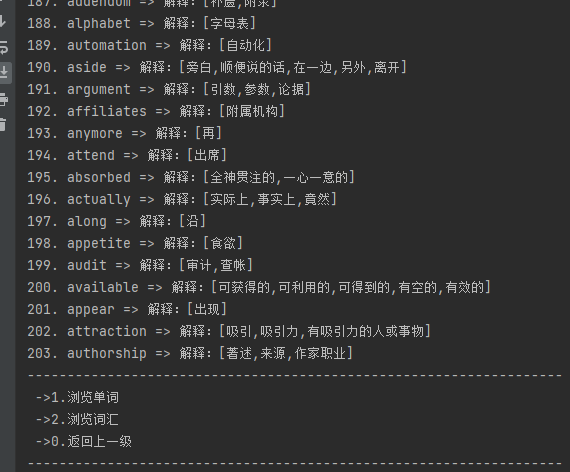 187. addendum => 解释：[补遗,附录]
188. alphabet => 解释：[字母表]
189. automation => 解释：[自动化]
190. aside => 解释：[旁白,顺便说的话,在一边,另外,离开]
191. argument => 解释：[引数,参数,论据]
192. affiliates => 解释：[附属机构]
193. anymore => 解释：[再]
194. attend => 解释：[出席]
195. absorbed => 解释：[全神贯注的,一心一意的]
196. actually => 解释：[实际上,事实上,竟然]
197. along => 解释：[沿]
198. appetite => 解释：[食欲]
199. audit => 解释：[审计,查帐]
200. available => 解释：[可获得的,可利用的,可得到的,有空的,有效的]
201. appear => 解释：[出现]
202. attraction => 解释：[吸引,吸引力,有吸引力的人或事物]
203. authorship => 解释：[著述,来源,作家职业]
----------------------------------------------------------------------
->1.浏览单词
->2.浏览词汇
->0.返回上一级
----------------------------------------------------------------------